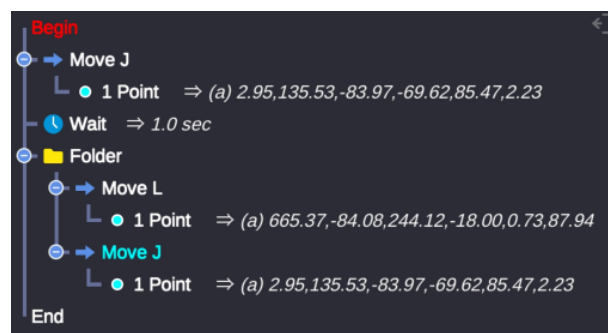 Begin
Move J
1 Point ⇒ (a) 2.95,135.53,-83.97,-69.62,85.47,2.23
Wait ⇒ 1.0 sec
Folder
Move L
1 Point ⇒ (a) 665.37,-84.08,244.12,-18.00,0.73,87.94
Move J
1 Point ⇒ (a) 2.95,135.53,-83.97,-69.62,85.47,2.23
End